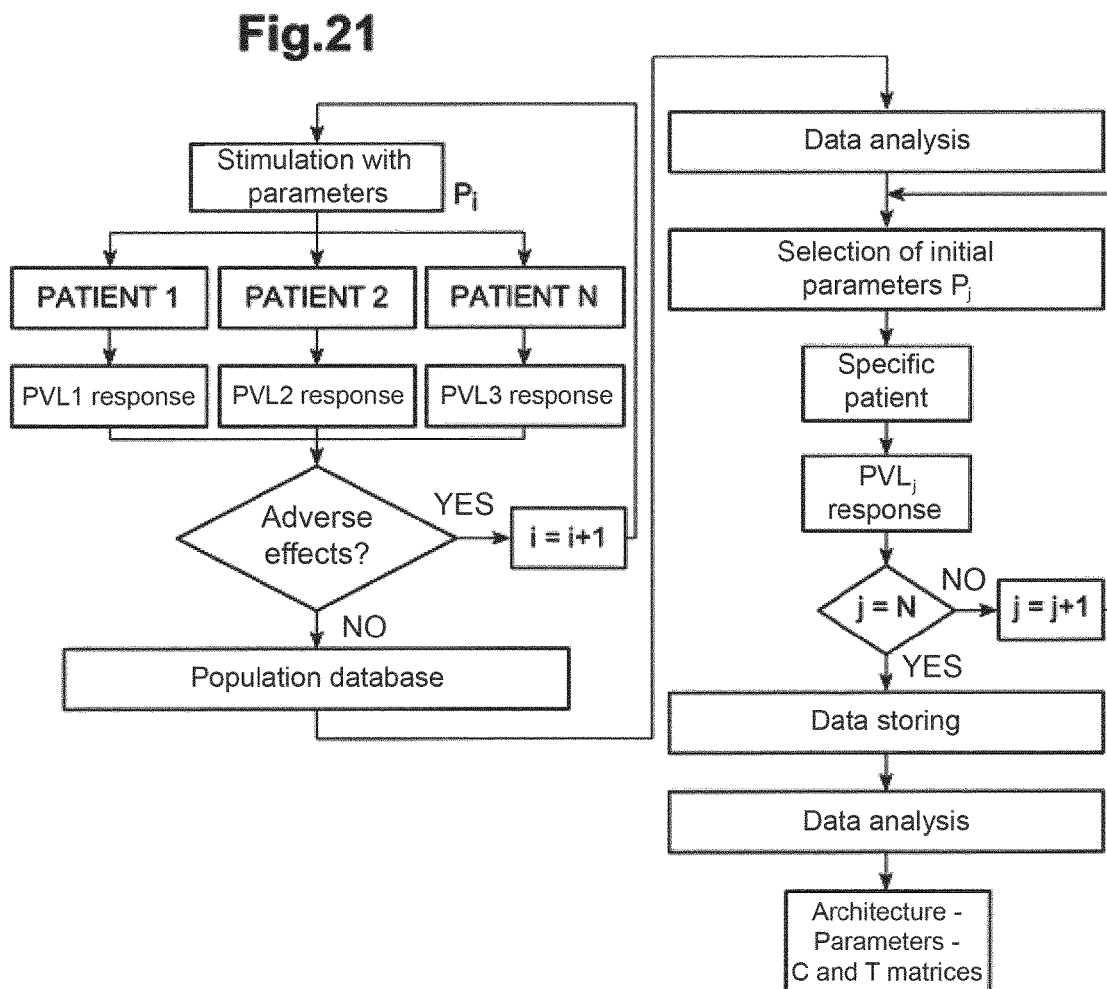 Fig.21
Stimulation with
parameters
Pi
PATIENT 1
PATIENT 2
PATIENT N
PVL1 response
PVL2 response
PVL3 response
Adverse
effects?
YES
i = i+1
NO
Population database
Data analysis
Selection of initial
parameters Pj
Specific
patient
PVLj
response
j = N
NO
j = j+1
YES
Data storing
Data analysis
Architecture -
Parameters -
C and T matrices